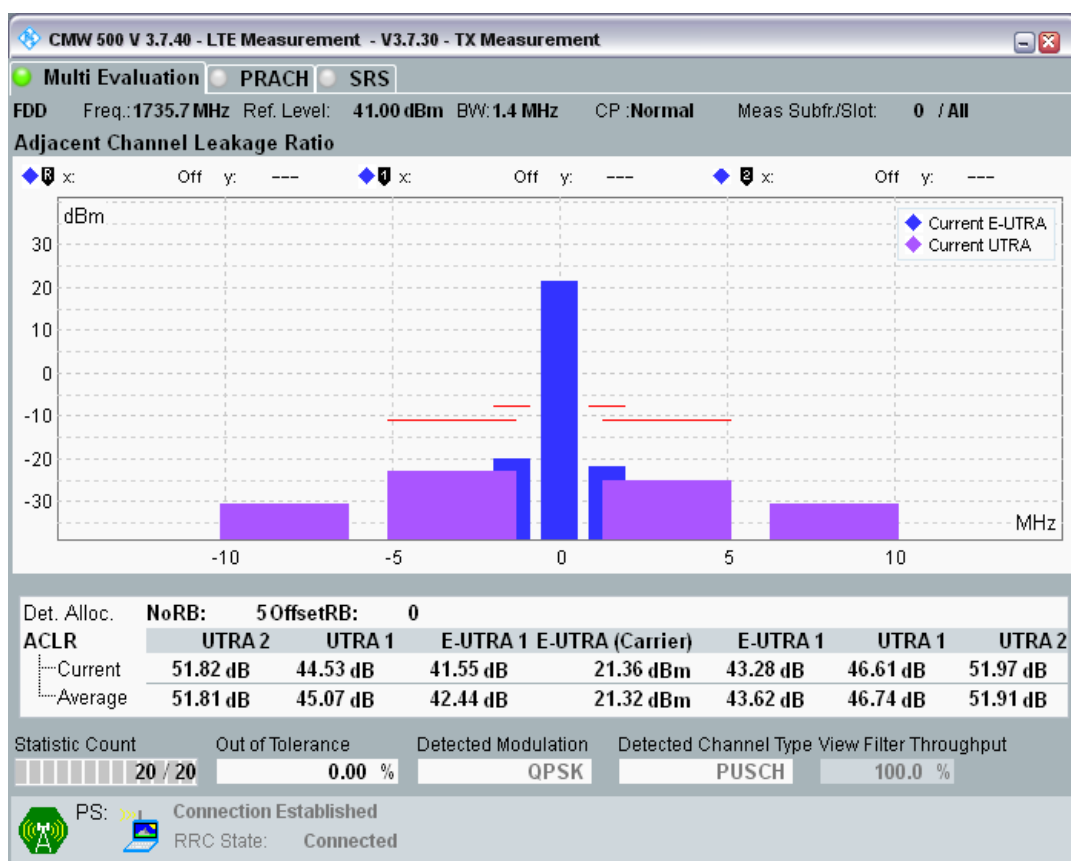 CMW 500 V 3.7.40 - LTE Measurement - V3.7.30 - TX Measurement
Multi Evaluation PRACH SRS
FDD Freq.: 1735.7 MHz Ref. Level: 41.00 dBm BW: 1.4 MHz CP :Normal Meas Subfr./Slot: 0 / All
Adjacent Channel Leakage Ratio
R x: Off y: --- 1 x: Off y: --- 2 x: Off y: ---
dBm
Current E-UTRA
Current UTRA
30
20
10
0
-10
-20
-30
MHz
-10 -5 0 5 10
Det. Alloc. NoRB: 5 OffsetRB: 0
ACLR UTRA 2 UTRA 1 E-UTRA 1 E-UTRA (Carrier) E-UTRA 1 UTRA 1 UTRA 2
Current 51.82 dB 44.53 dB 41.55 dB 21.36 dBm 43.28 dB 46.61 dB 51.97 dB
Average 51.81 dB 45.07 dB 42.44 dB 21.32 dBm 43.62 dB 46.74 dB 51.91 dB
Statistic Count Out of Tolerance Detected Modulation Detected Channel Type View Filter Throughput
20 / 20 0.00 % QPSK PUSCH 100.0 %
PS: Connection Established
RRC State: Connected